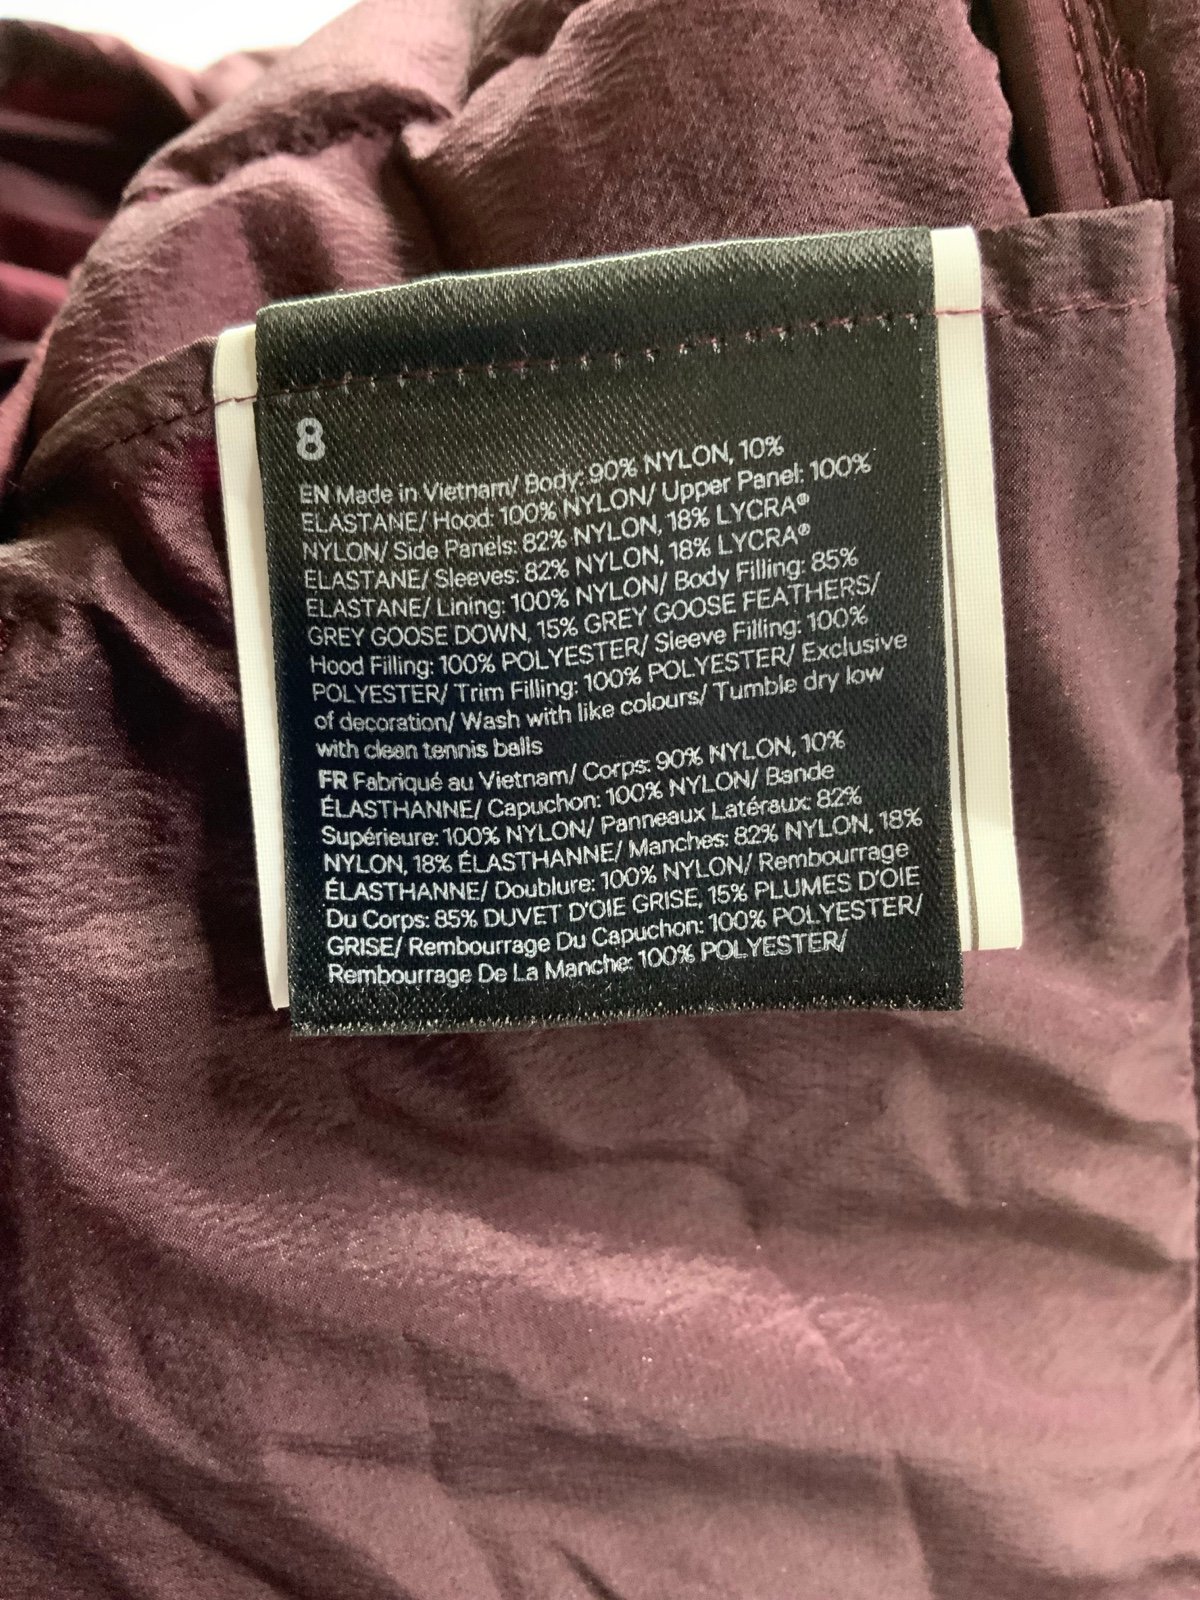 8
EN Made in Vietnam/ Body: 90% NYLON, 10%
ELASTANE/ Hood: 100% NYLON/ Upper Panel: 100%
NYLON/ Side Panels: 82% NYLON, 18% LYCRA®
ELASTANE/ Sleeves: 82% NYLON, 18% LYCRA®
ELASTANE/ Lining: 100% NYLON/ Body Filling: 85%
GREY GOOSE DOWN, 15% GREY GOOSE FEATHERS/
Hood Filling: 100% POLYESTER/ Sleeve Filling: 100%
POLYESTER/ Trim Filling: 100% POLYESTER/ Exclusive
of decoration/ Wash with like colours/ Tumble dry low
with clean tennis balls
FR Fabriqué au Vietnam/ Corps: 90% NYLON, 10%
ÉLASTHANNE/ Capuchon: 100% NYLON/ Bande
Supérieure: 100% NYLON/ Panneaux Latéraux: 82%
NYLON, 18% ÉLASTHANNE/ Manches: 82% NYLON, 18%
ÉLASTHANNE/ Doublure: 100% NYLON/ Rembourrage
Du Corps: 85% DUVET D'OIE GRISE, 15% PLUMES D'OIE
GRISE/ Rembourrage Du Capuchon: 100% POLYESTER/
Rembourrage De La Manche: 100% POLYESTER/